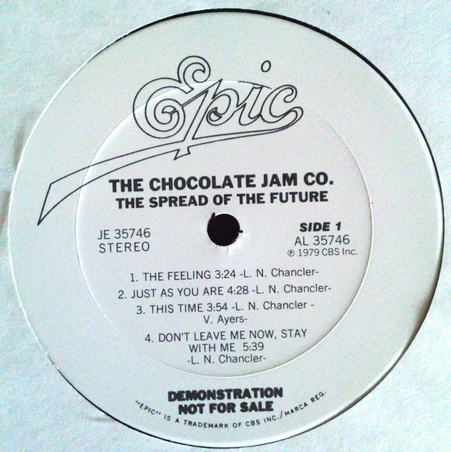 Epic
THE CHOCOLATE JAM CO.
THE SPREAD OF THE FUTURE
JE 35746
STEREO
SIDE 1
AL 35746
℗ 1979 CBS Inc.
1. THE FEELING 3:24 -L. N. Chancler-
2. JUST AS YOU ARE 4:28 -L. N. Chancler-
3. THIS TIME 3:54 -L. N. Chancler -
V. Ayers-
4. DON'T LEAVE ME NOW, STAY
WITH ME 5:39
-L. N. Chancler-
DEMONSTRATION
NOT FOR SALE
"EPIC" IS A TRADEMARK OF CBS INC./MARCA REG.